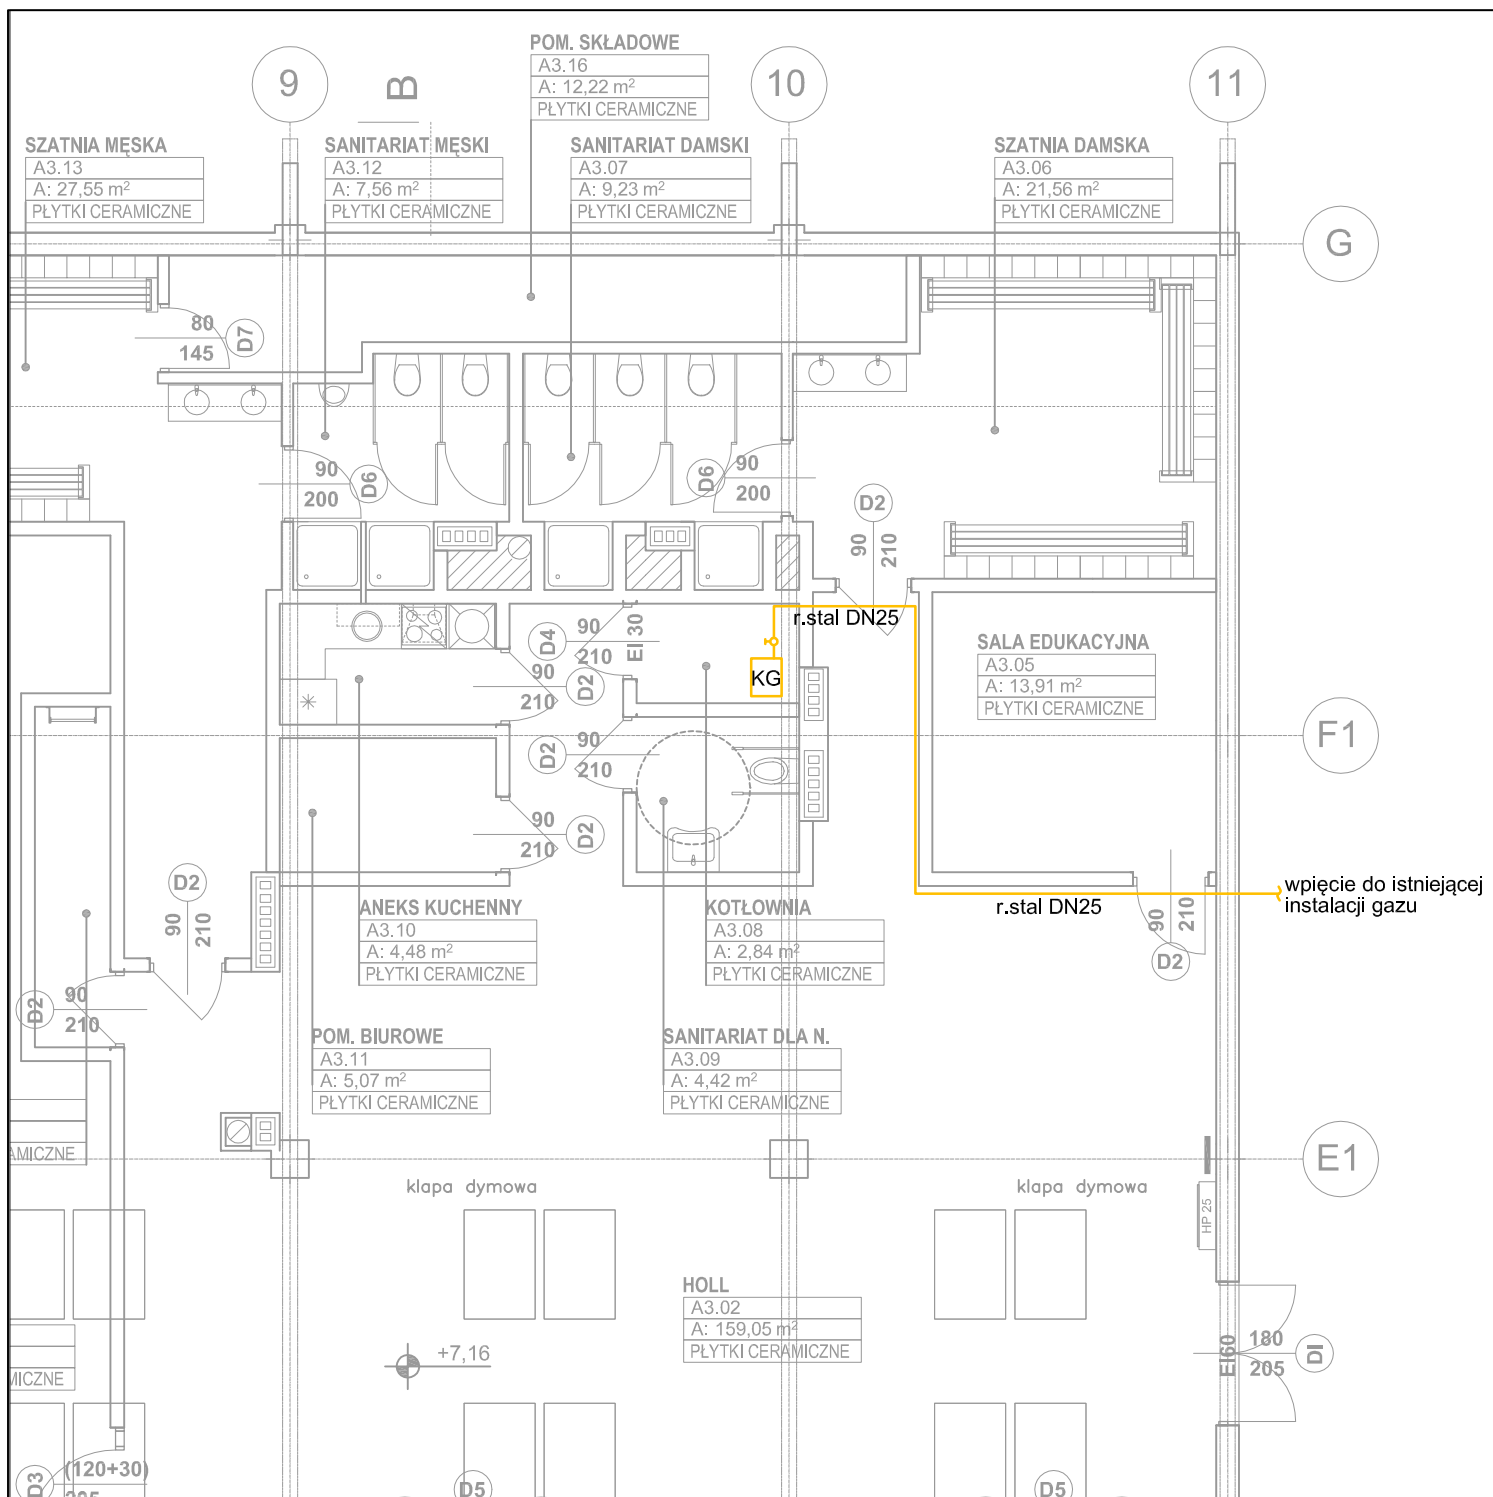 POM. SKŁADOWE
A3.16
A: 12,22 m²
PŁYTKI CERAMICZNE
9
B
10
11
SZATNIA MĘSKA
A3.13
A: 27,55 m²
PŁYTKI CERAMICZNE
SANITARIAT MĘSKI
A3.12
A: 7,56 m²
PŁYTKI CERAMICZNE
SANITARIAT DAMSKI
A3.07
A: 9,23 m²
PŁYTKI CERAMICZNE
SZATNIA DAMSKA
A3.06
A: 21,56 m²
PŁYTKI CERAMICZNE
G
80
145
D7
90
200
D6
D6
90
200
D2
90
210
r.stal DN25
D4
90
210
EI 30
90
210
D2
KG
SALA EDUKACYJNA
A3.05
A: 13,91 m²
PŁYTKI CERAMICZNE
F1
D2
90
210
90
210
D2
D2
90
210
wpięcie do istniejącej
instalacji gazu
r.stal DN25
90
210
D2
ANEKS KUCHENNY
A3.10
A: 4,48 m²
PŁYTKI CERAMICZNE
KOTŁOWNIA
A3.08
A: 2,84 m²
PŁYTKI CERAMICZNE
D2
90
210
POM. BIUROWE
A3.11
A: 5,07 m²
PŁYTKI CERAMICZNE
SANITARIAT DLA N.
A3.09
A: 4,42 m²
PŁYTKI CERAMICZNE
AMICZNE
E1
klapa dymowa
klapa dymowa
HP 25
HOLL
A3.02
A: 159,05 m²
PŁYTKI CERAMICZNE
+7,16
EI60
180
205
DI
MICZNE
D3
(120+30)
D5
D5